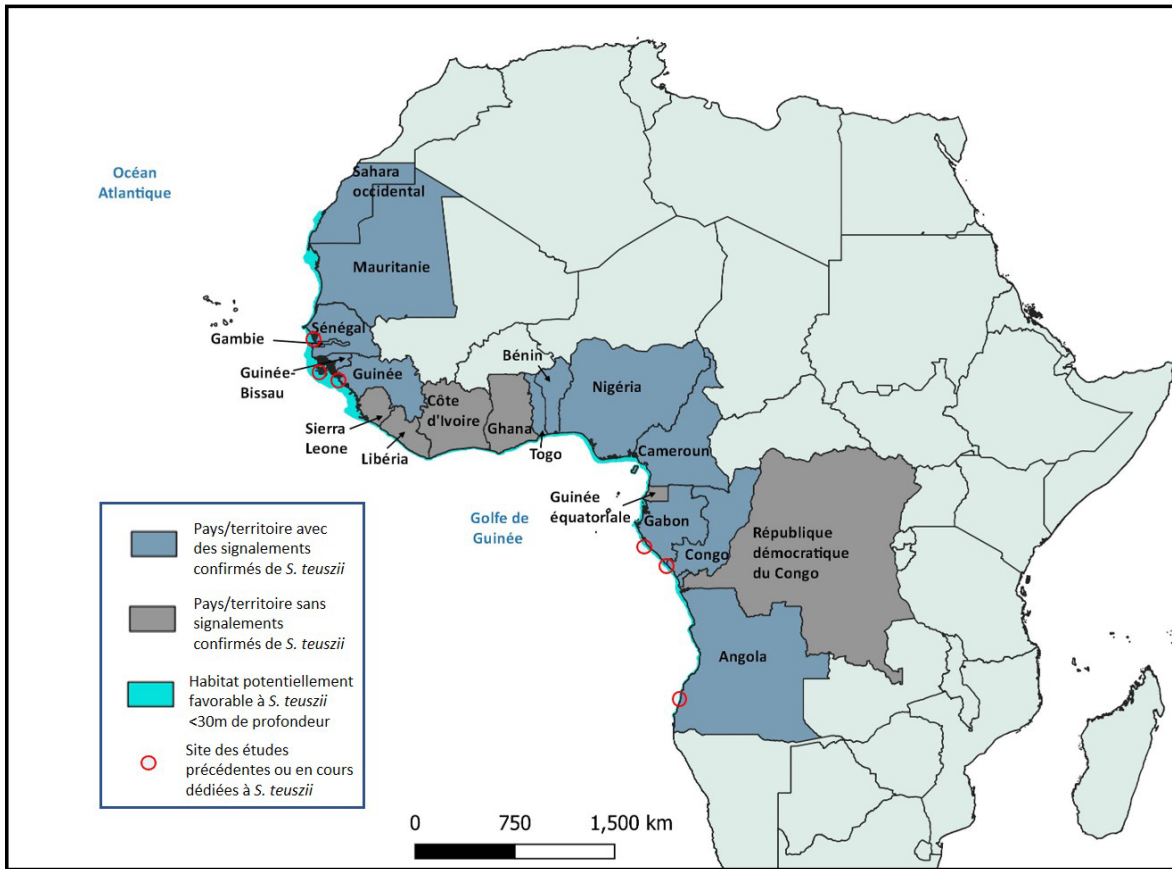 Océan
Atlantique
Sahara
occidental
Mauritanie
Sénégal
Gambie
Guinée-
Bissau
Guinée
Sierra
Leone
Libéria
Côte
d'Ivoire
Ghana
Togo
Bénin
Nigéria
Cameroun
Guinée
équatoriale
Golfe de
Guinée
Gabon
Congo
République
démocratique
du Congo
Angola
Pays/territoire avec
des signalements
confirmés de S. teuszii
Pays/territoire sans
signalements
confirmés de S. teuszii
Habitat potentiellement
favorable à S. teuszii
<30m de profondeur
Site des études
précédentes ou en cours
dédiées à S. teuszii
0 750 1,500 km